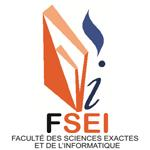 i
FSEI
FACULTÉ DES SCIENCES EXACTES
ET DE L'INFORMATIQUE